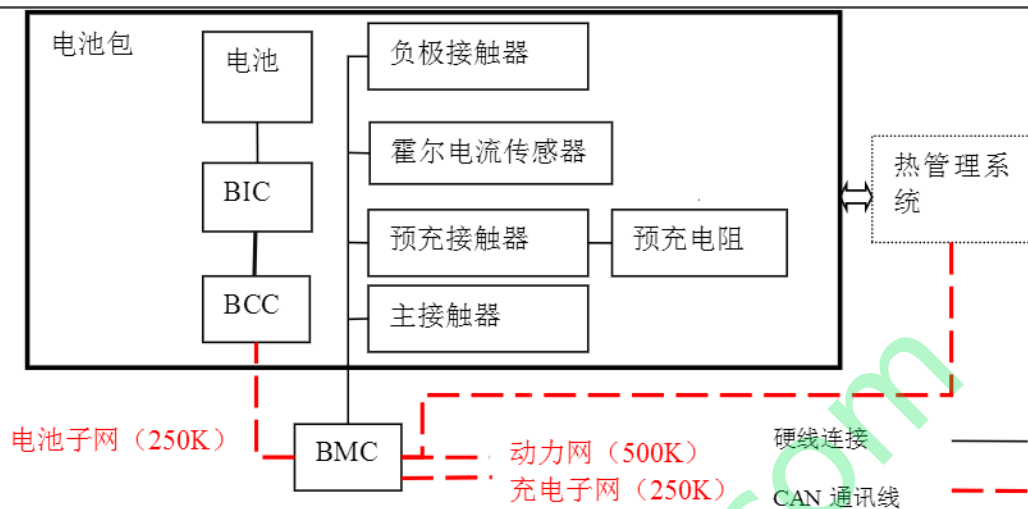 电池包
电池
负极接触器
霍尔电流传感器
热管理系
统
BIC
预充接触器
预充电阻
BCC
主接触器
电池子网（250K）
BMC
动力网（500K）
充电子网（250K）
硬线连接
CAN 通讯线
com